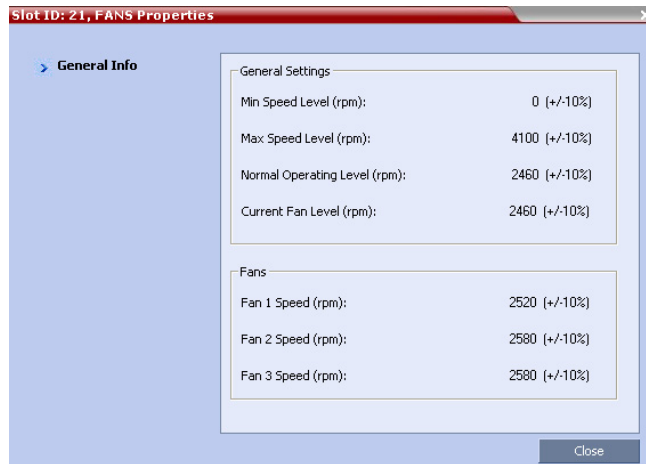 Slot ID: 21, FANS Properties
General Info
General Settings
Min Speed Level (rpm): 0 (+/-10%)
Max Speed Level (rpm): 4100 (+/-10%)
Normal Operating Level (rpm): 2460 (+/-10%)
Current Fan Level (rpm): 2460 (+/-10%)
Fans
Fan 1 Speed (rpm): 2520 (+/-10%)
Fan 2 Speed (rpm): 2580 (+/-10%)
Fan 3 Speed (rpm): 2580 (+/-10%)
Close